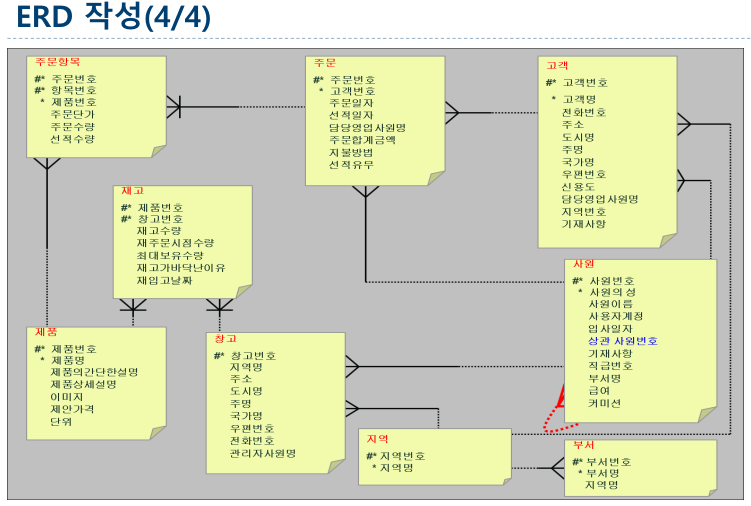 ERD 작성(4/4)
주문항목
#* 주문번호
#* 항목번호
* 제품번호
주문단가
주문수량
선적수량
주문
#* 주문번호
* 고객번호
주문일자
선적일자
담당영업사원명
주문합계금액
지불방법
선적유무
고객
#* 고객번호
* 고객명
전화번호
주소
도시명
주명
국가명
우편번호
신용도
담당영업사원명
지역번호
기재사항
재고
#* 제품번호
#* 창고번호
재고수량
재주문시점수량
최대보유수량
재고가바닥난이유
재입고날짜
사원
#* 사원번호
* 사원의성
사원이름
사용자계정
입사일자
상관 사원번호
기재사항
직급번호
부서명
급여
커미션
제품
#* 제품번호
* 제품명
제품의간단한설명
제품상세설명
이미지
제안가격
단위
창고
#* 창고번호
지역명
주소
도시명
주명
국가명
우편번호
전화번호
관리자사원명
지역
#* 지역번호
* 지역명
부서
#* 부서번호
* 부서명
지역명